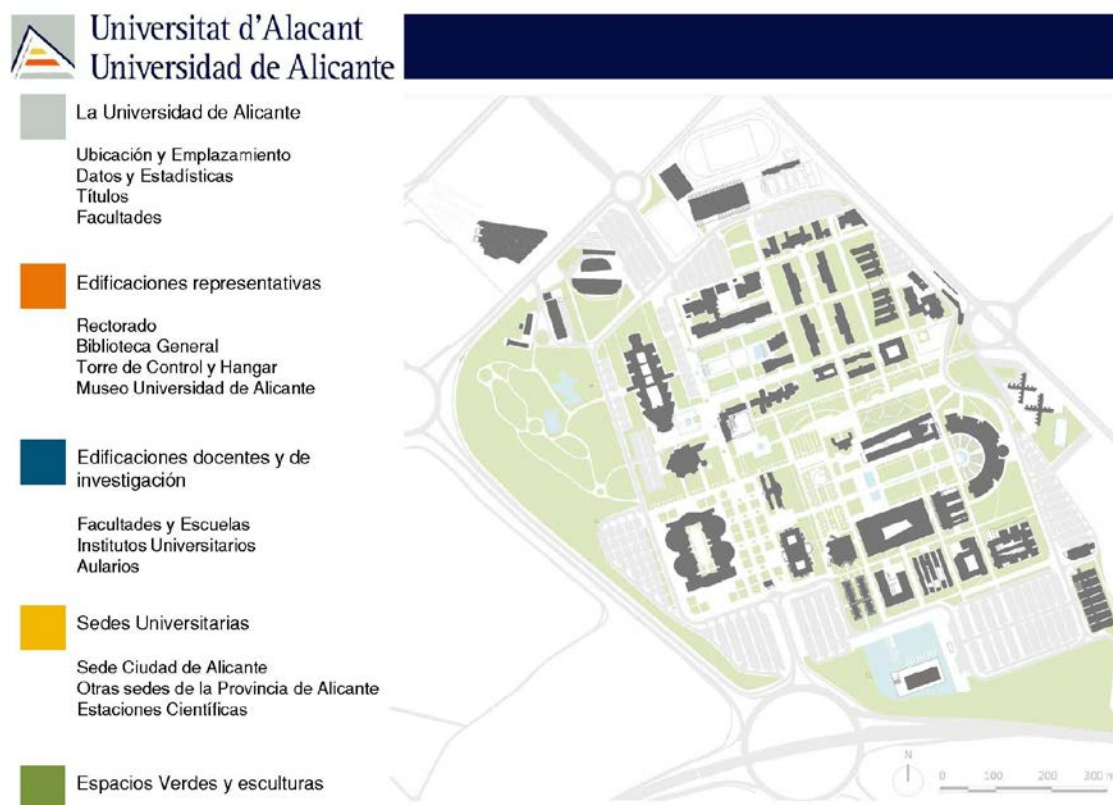 Universitat d'Alacant
Universidad de Alicante
La Universidad de Alicante
Ubicación y Emplazamiento
Datos y Estadísticas
Títulos
Facultades
Edificaciones representativas
Rectorado
Biblioteca General
Torre de Control y Hangar
Museo Universidad de Alicante
Edificaciones docentes y de
investigación
Facultades y Escuelas
Institutos Universitarios
Aularios
Sedes Universitarias
Sede Ciudad de Alicante
Otras sedes de la Provincia de Alicante
Estaciones Científicas
Espacios Verdes y esculturas
N
0 100 200 300 m